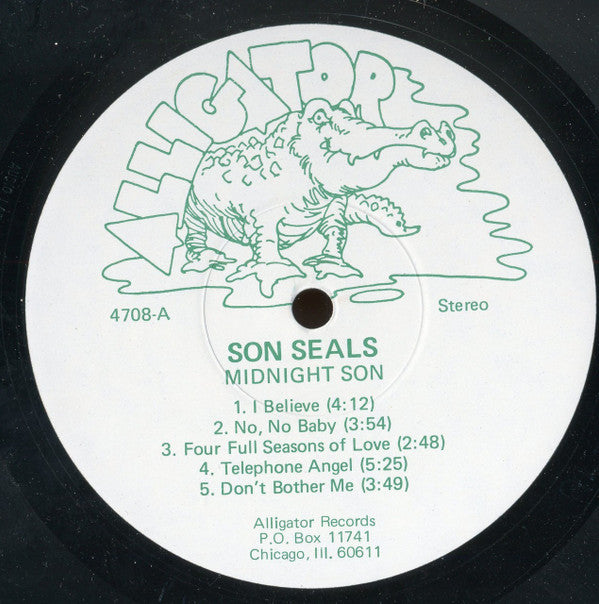 ALLIGATOR
4708-A
Stereo
SON SEALS
MIDNIGHT SON
1. I Believe (4:12)
2. No, No Baby (3:54)
3. Four Full Seasons of Love (2:48)
4. Telephone Angel (5:25)
5. Don't Bother Me (3:49)
Alligator Records
P.O. Box 11741
Chicago, Ill. 60611